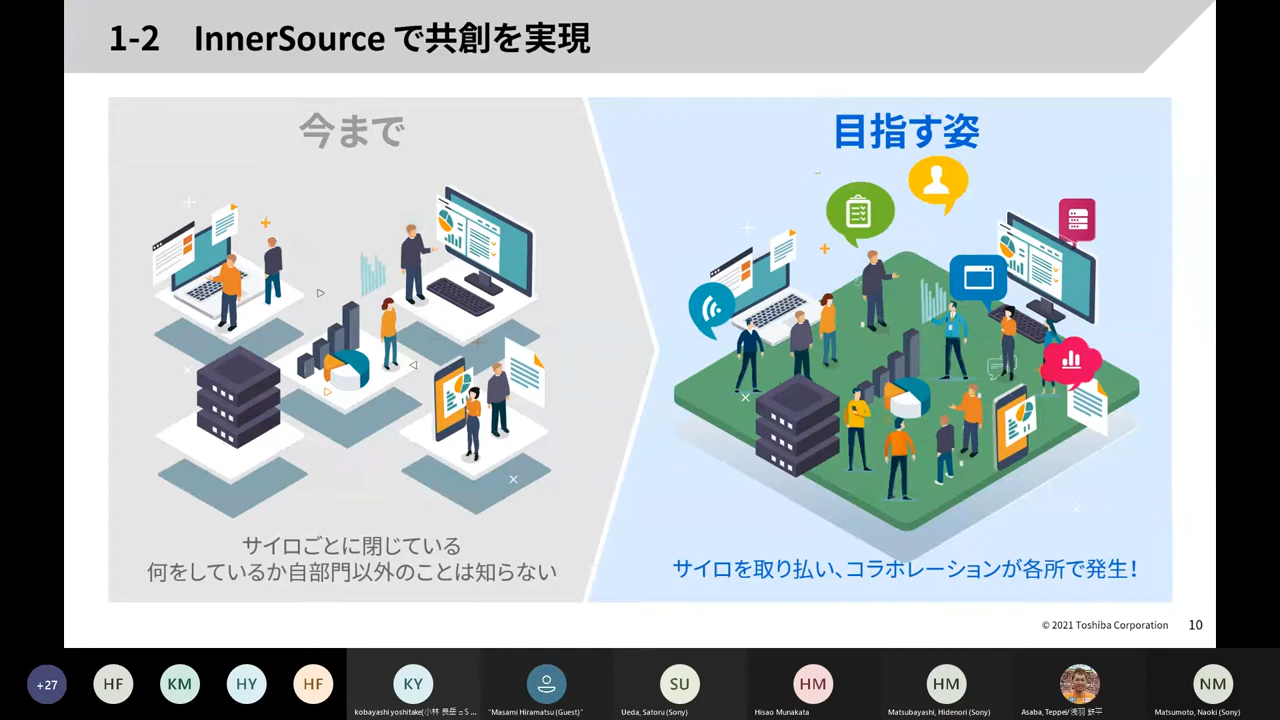 1-2 InnerSource で共創を実現
今まで
目指す姿
サイロごとに閉じている
何をしているか自部門以外のことは知らない
サイロを取り払い、コラボレーションが各所で発生！
© 2021 Toshiba Corporation 10
+27
HF
KM
HY
HF
KY
SU
HM
HM
NM
kobayashi yoshitake(小林 良岳 ○S ...
"Masami Hiramatsu (Guest)"
Ueda, Satoru (Sony)
Hisao Munakata
Matsubayashi, Hidenori (Sony)
Asaba, Teppei/浅羽 鉄平
Matsumoto, Naoki (Sony)